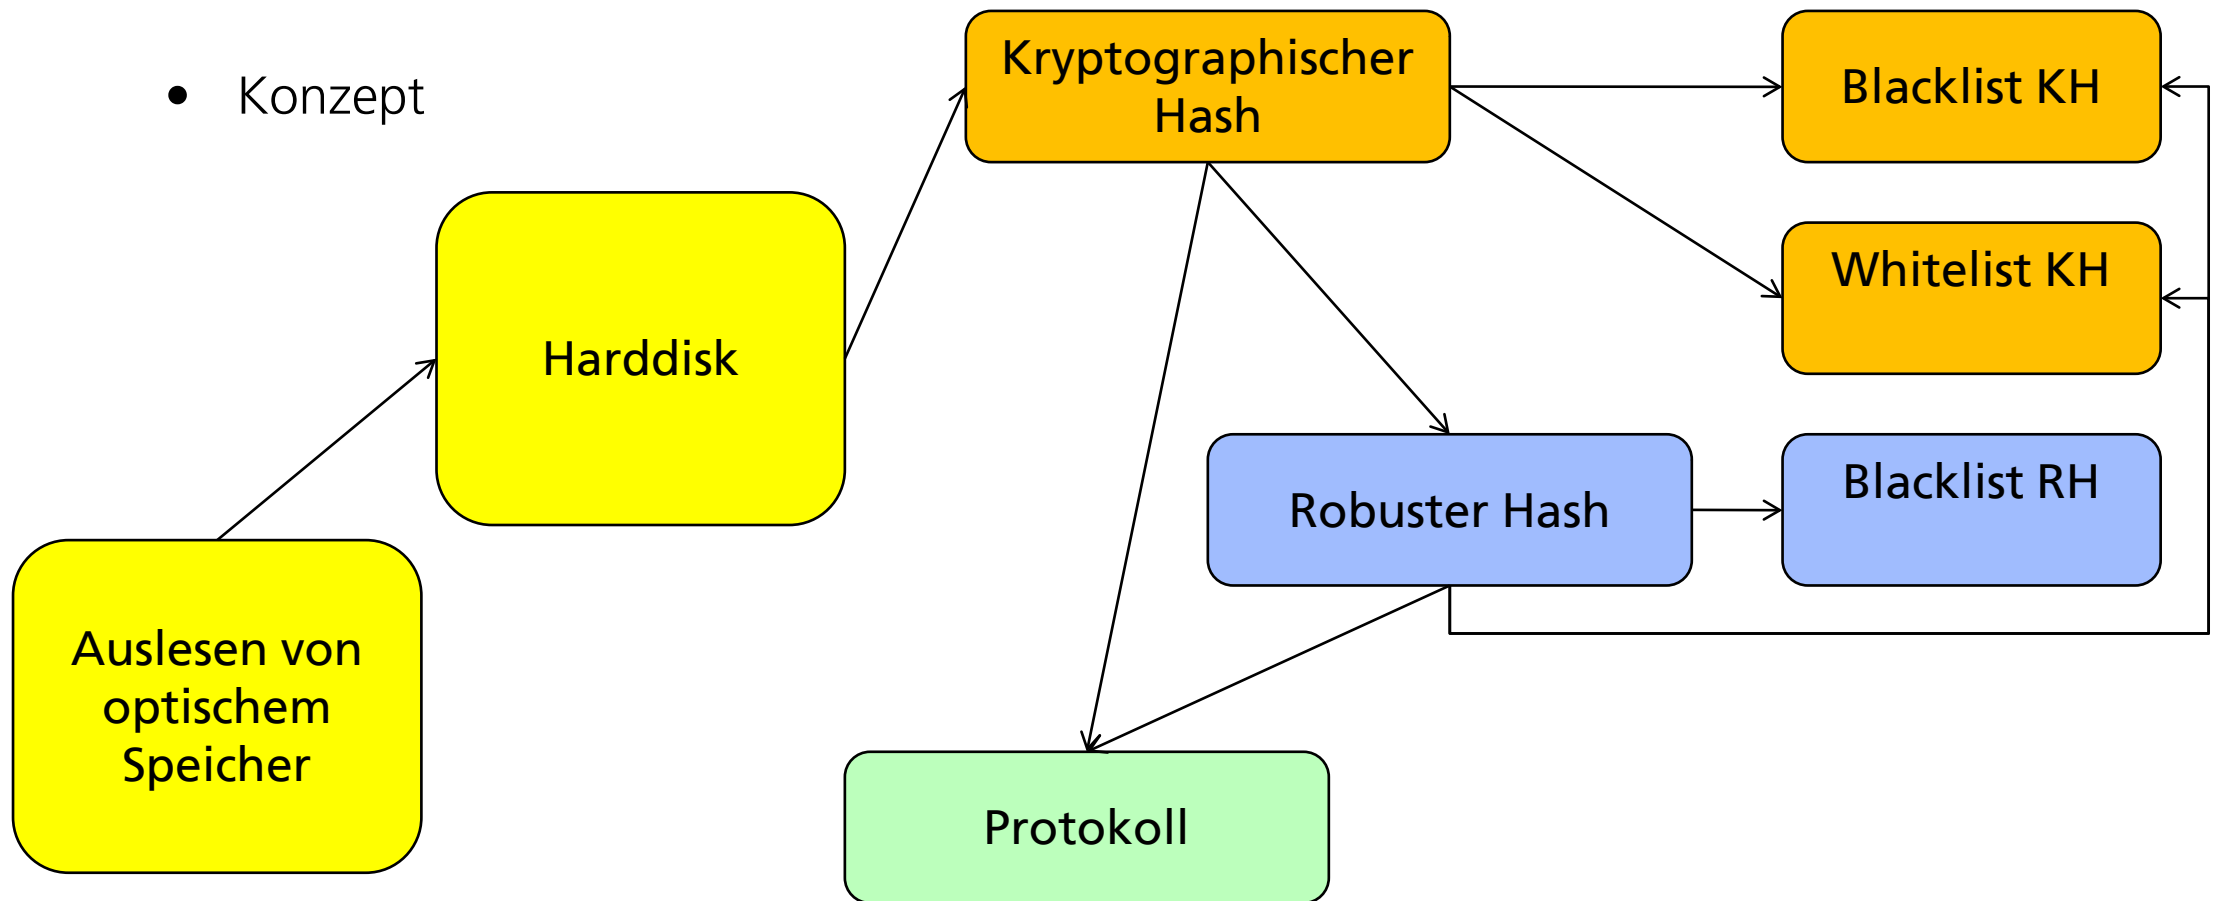 • Konzept
Kryptographischer
Hash
Blacklist KH
Whitelist KH
Harddisk
Blacklist RH
Robuster Hash
Auslesen von
optischem
Speicher
Protokoll